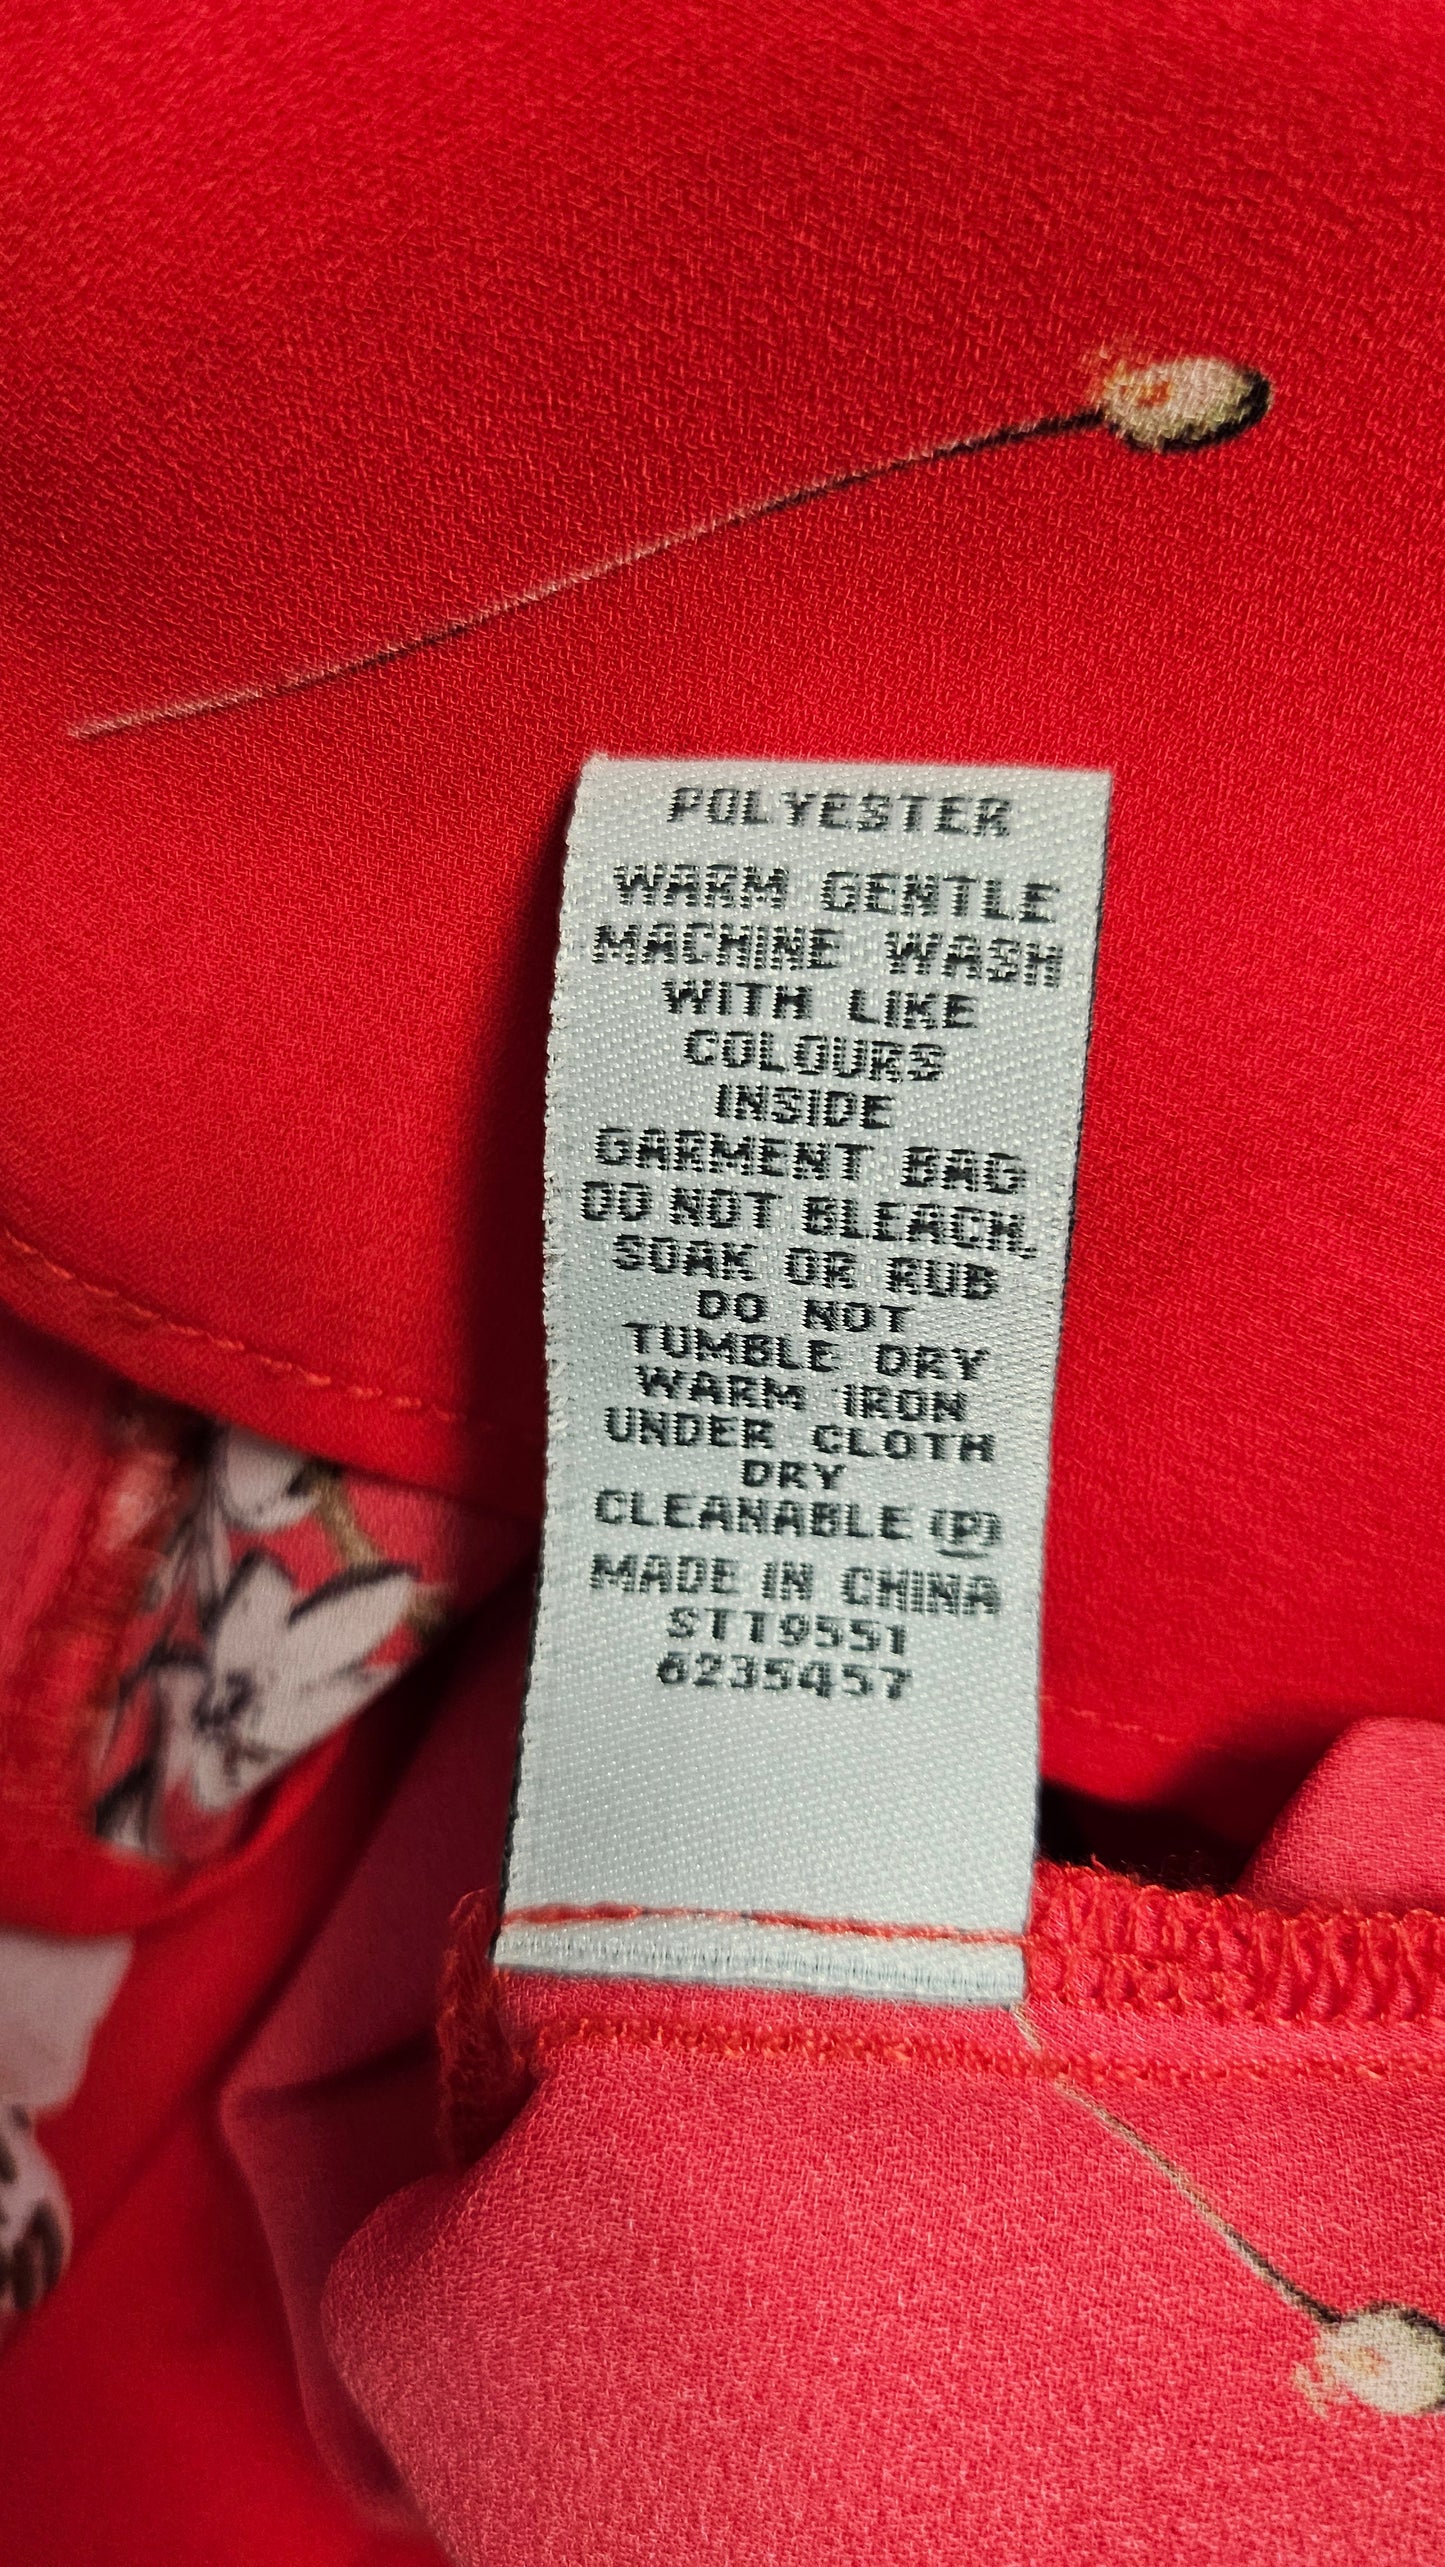 POLYESTER
WARM GENTLE
MACHINE WASH
WITH LIKE
COLOURS
INSIDE
GARMENT BAG
DO NOT BLEACH,
SOAK OR RUB
DO NOT
TUMBLE DRY
WARM IRON
UNDER CLOTH
DRY
CLEANABLE (P)
MADE IN CHINA
ST19551
6235457